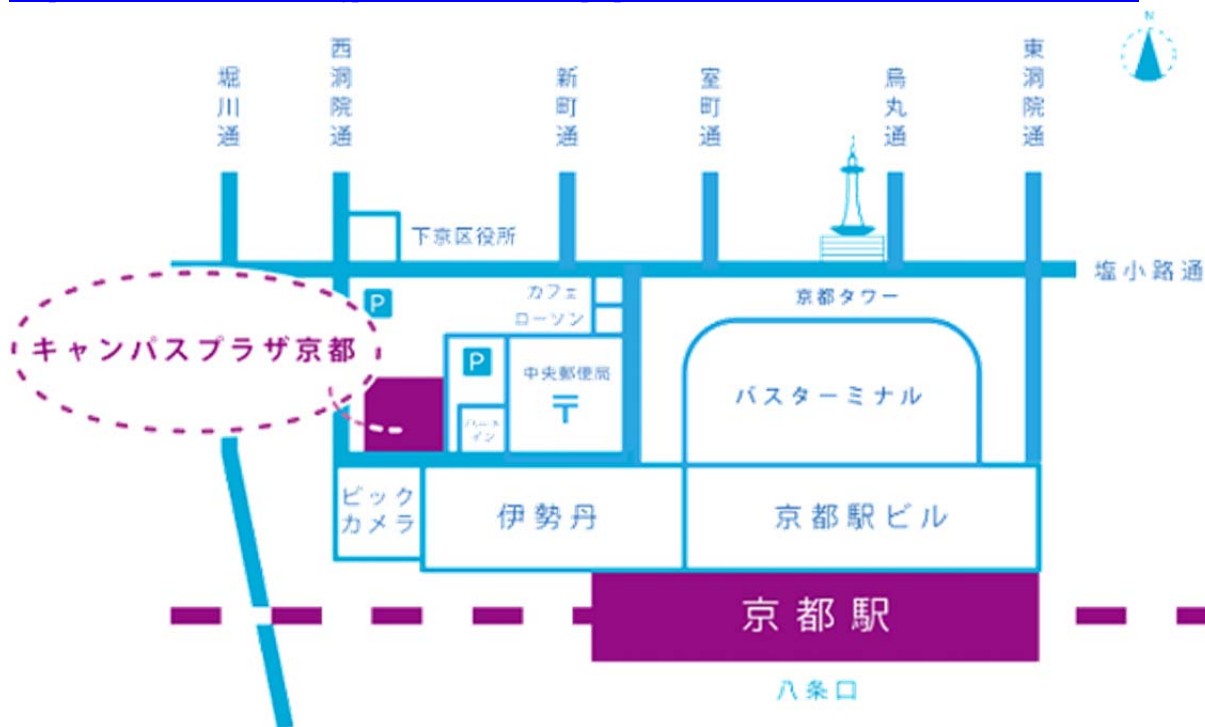 N
堀川通
西洞院通
新町通
室町通
烏丸通
東洞院通
下京区役所
塩小路通
P
カフェ
ローソン
京都タワー
キャンパスプラザ京都
P
中央郵便局
〒
バスターミナル
ビック
カメラ
伊勢丹
京都駅ビル
京都駅
八条口